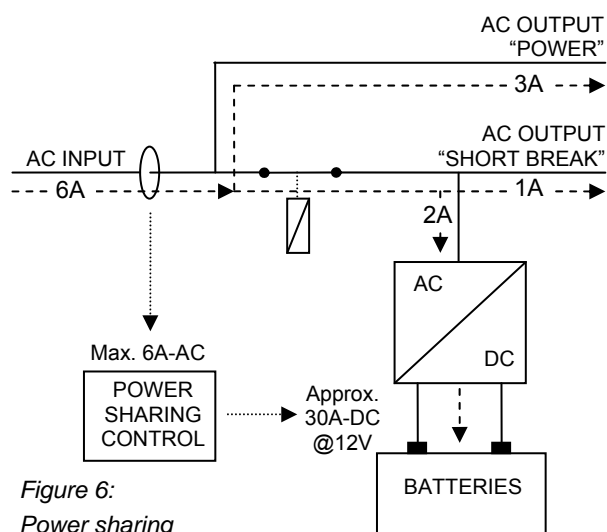 AC OUTPUT
“POWER”
3A
AC OUTPUT
“SHORT BREAK”
AC INPUT
6A
1A
2A
AC
DC
Max. 6A-AC
POWER
SHARING
CONTROL
Approx.
30A-DC
@12V
BATTERIES
Figure 6:
Power sharing